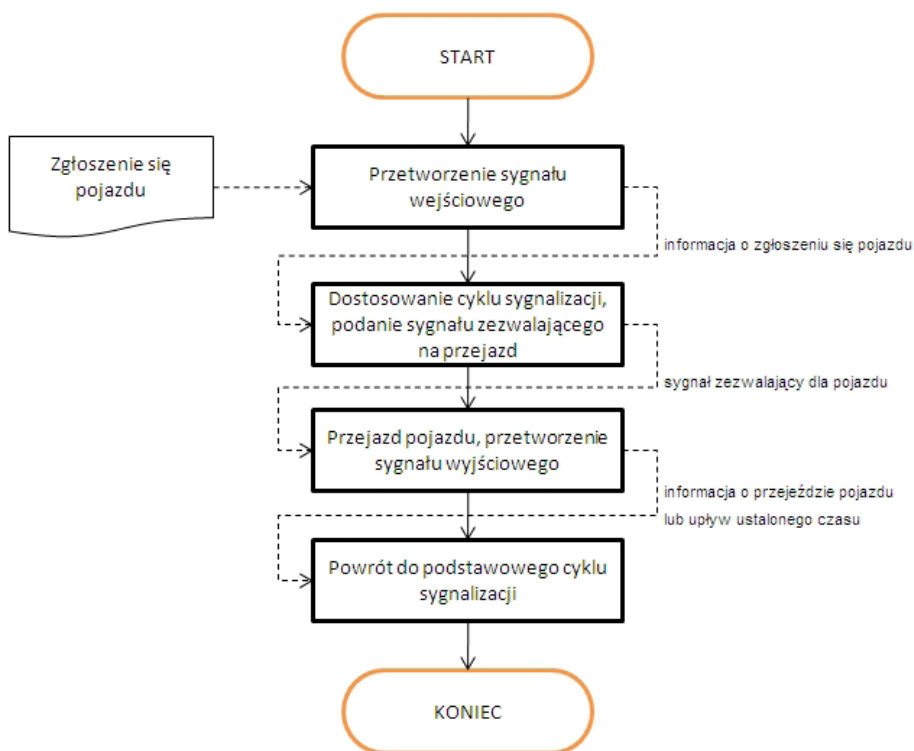 START
Zgłoszenie się
pojazdu
Przetworzenie sygnału
wejściowego
informacja o zgłoszeniu się pojazdu
Dostosowanie cyklu sygnalizacji,
podanie sygnału zezwalającego
na przejazd
sygnał zezwalający dla pojazdu
Przejazd pojazdu, przetworzenie
sygnału wyjściowego
informacja o przejeździe pojazdu
lub upływ ustalonego czasu
Powrót do podstawowego cyklu
sygnalizacji
KONIEC